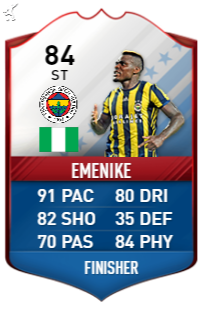 84
ST
EMENIKE
91 PAC 80 DRI
82 SHO 35 DEF
70 PAS 84 PHY
FINISHER